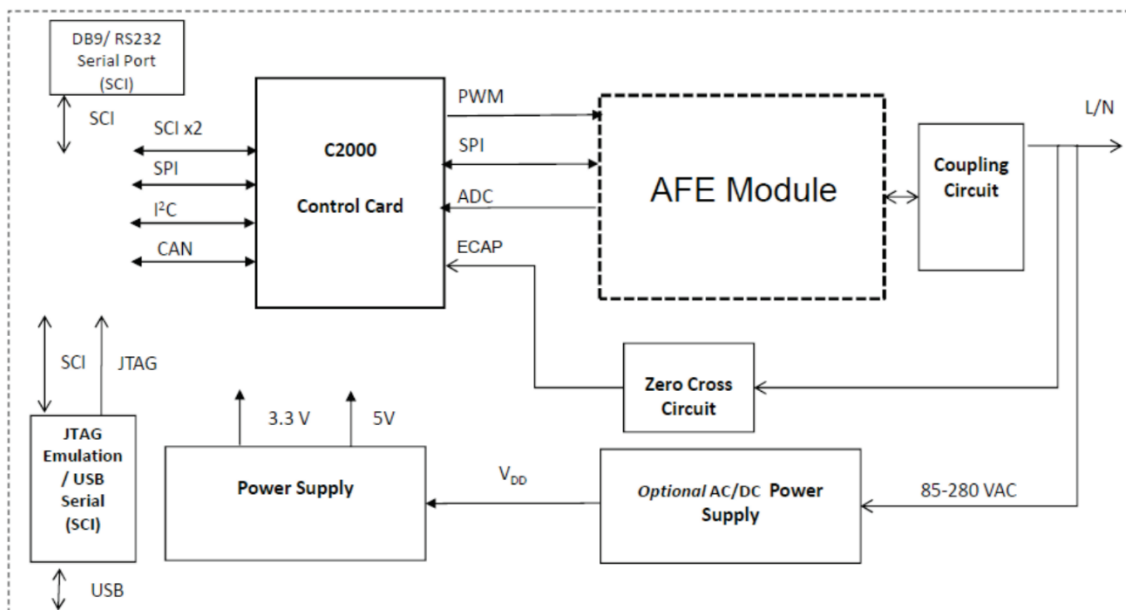 DB9/ RS232
Serial Port
(SCI)
SCI
SCI x2
SPI
I²C
CAN
C2000
Control Card
PWM
SPI
ADC
ECAP
AFE Module
Coupling
Circuit
L/N
Zero Cross
Circuit
SCI
JTAG
JTAG
Emulation
/ USB
Serial
(SCI)
USB
3.3 V
5V
Power Supply
V_DD
Optional AC/DC Power
Supply
85-280 VAC